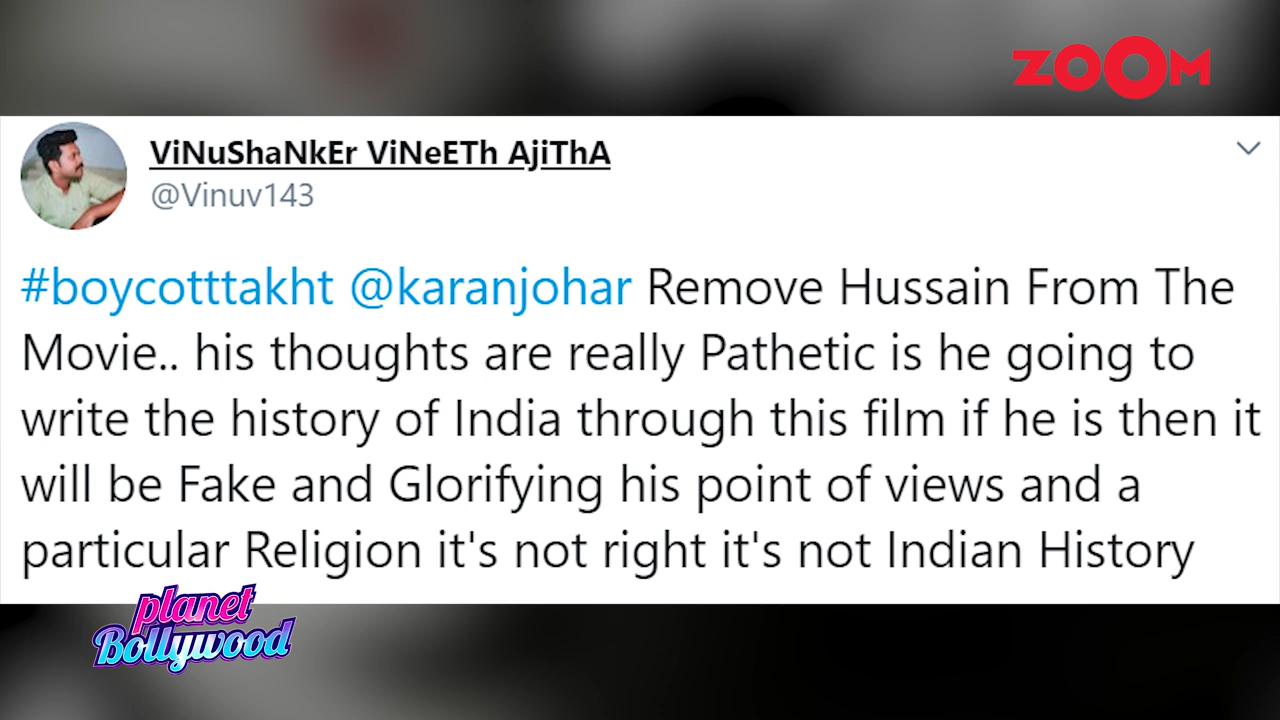 ZOOM
ViNuShaNkEr ViNeETh AjiThA
@Vinuv143
#boycotttakht @karanjohar Remove Hussain From The
Movie.. his thoughts are really Pathetic is he going to
write the history of India through this film if he is then it
will be Fake and Glorifying his point of views and a
particular Religion it's not right it's not Indian History
planet
Bollywood